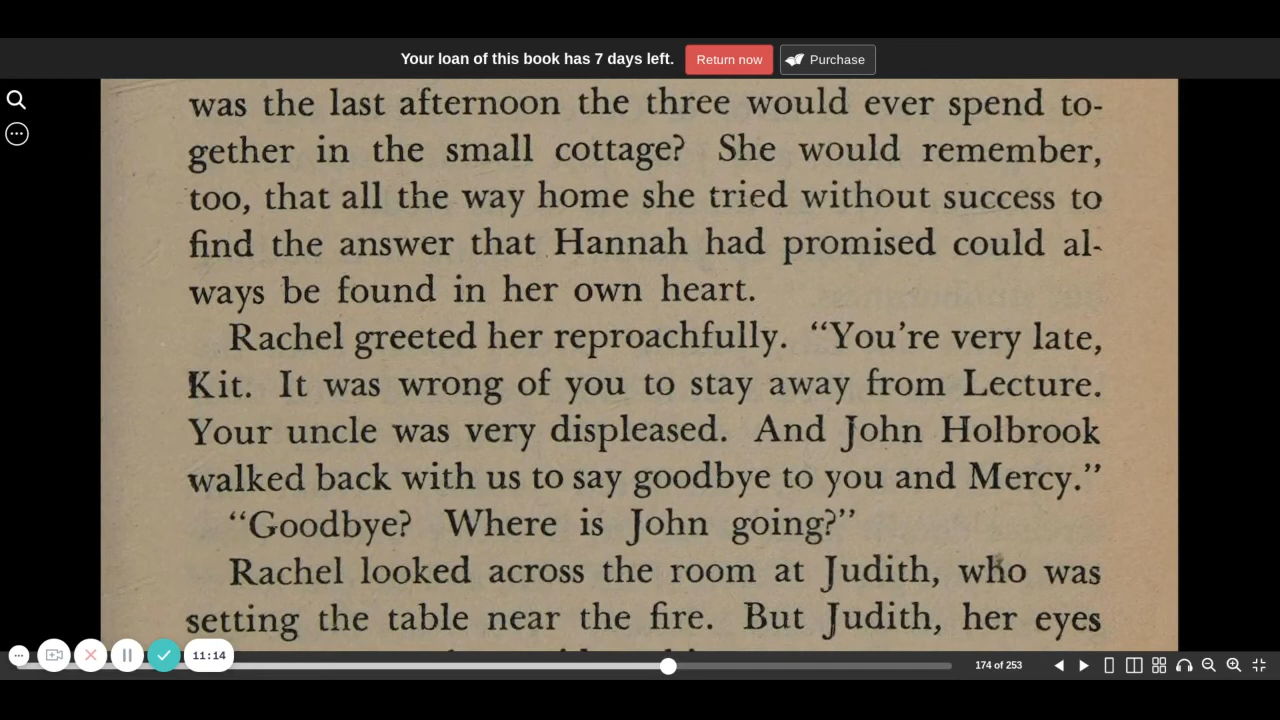 Your loan of this book has 7 days left. Return now Purchase
was the last afternoon the three would ever spend to-
gether in the small cottage? She would remember,
too, that all the way home she tried without success to
find the answer that Hannah had promised could al-
ways be found in her own heart.
Rachel greeted her reproachfully. “You’re very late,
Kit. It was wrong of you to stay away from Lecture.
Your uncle was very displeased. And John Holbrook
walked back with us to say goodbye to you and Mercy.”
“Goodbye? Where is John going?”
Rachel looked across the room at Judith, who was
setting the table near the fire. But Judith, her eyes
11:14
174 of 253